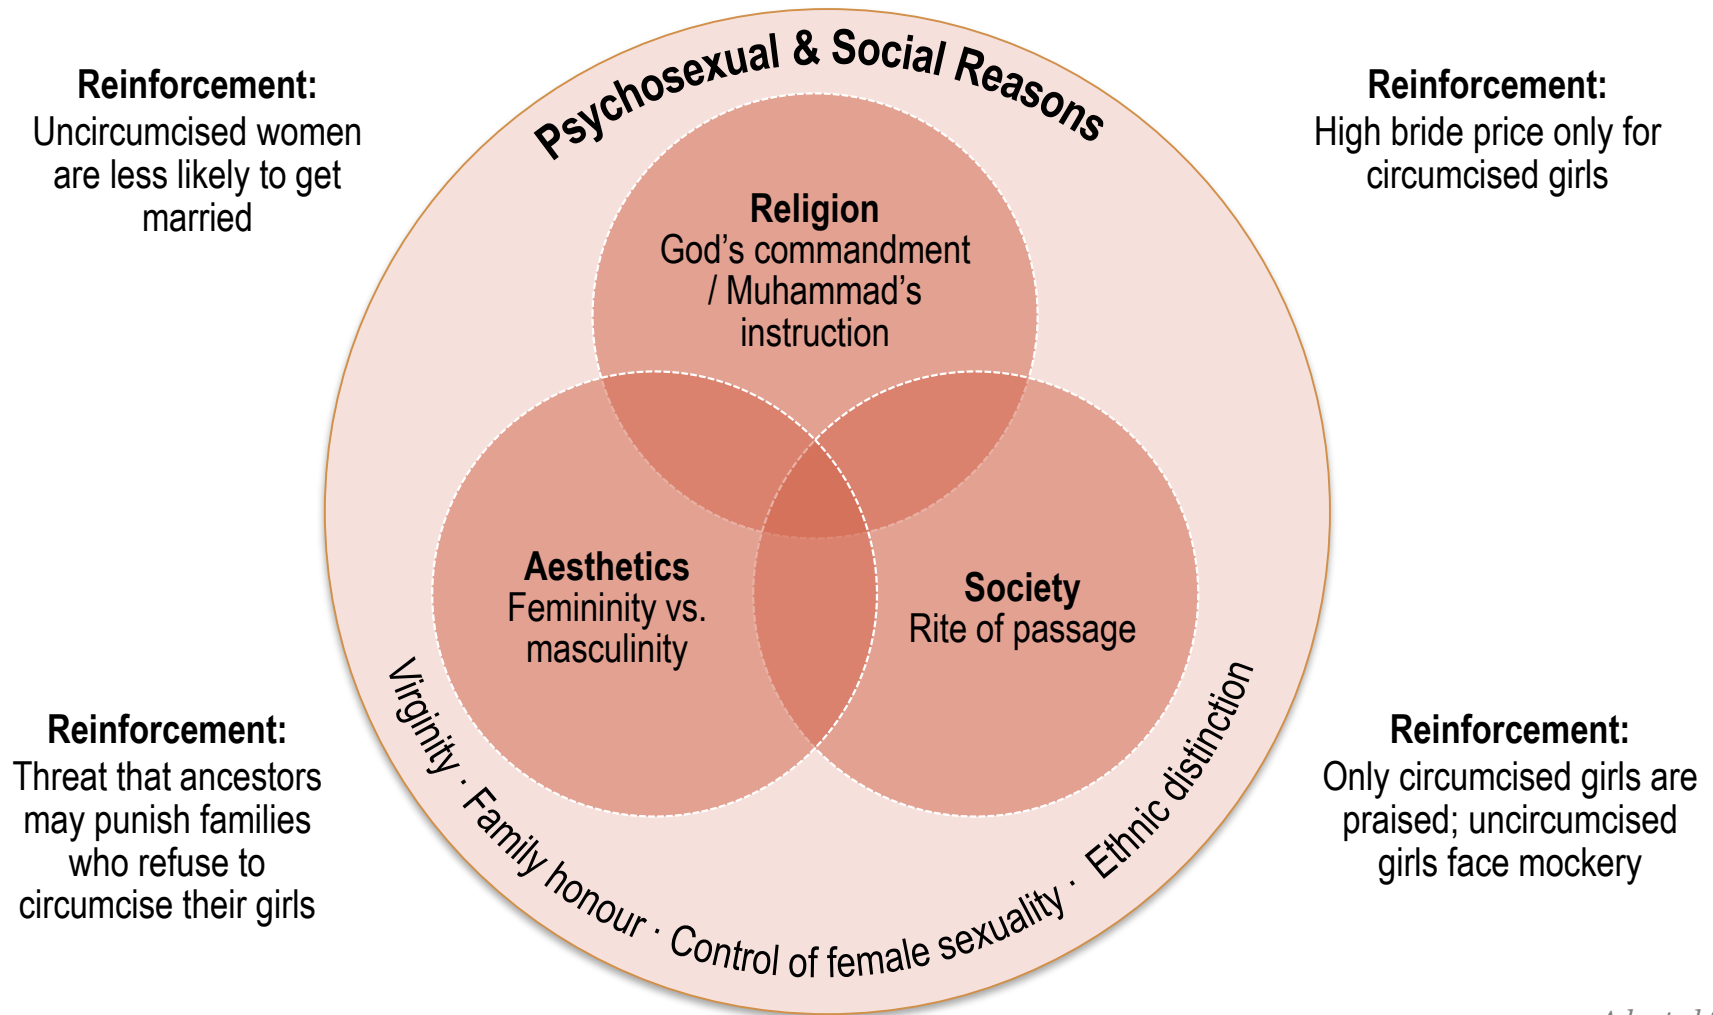 Psychosexual & Social Reasons
Reinforcement:
Uncircumcised women
are less likely to get
married
Reinforcement:
High bride price only for
circumcised girls
Religion
God’s commandment
/ Muhammad’s
instruction
Aesthetics
Femininity vs.
masculinity
Society
Rite of passage
Virginity · Family honour · Control of female sexuality · Ethnic distinction
Reinforcement:
Threat that ancestors
may punish families
who refuse to
circumcise their girls
Reinforcement:
Only circumcised girls are
praised; uncircumcised
girls face mockery